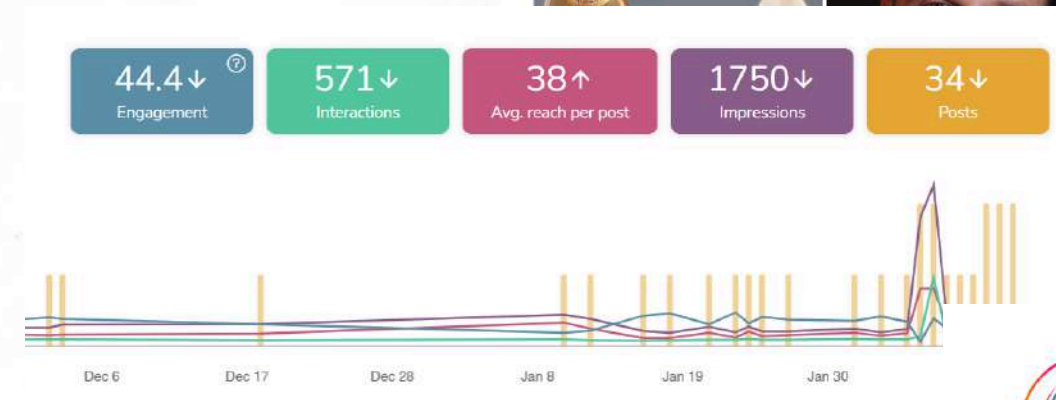 44.4↓ ?
Engagement
571↓
Interactions
38↑
Avg. reach per post
1750↓
Impressions
34↓
Posts
Dec 6 Dec 17 Dec 28 Jan 8 Jan 19 Jan 30